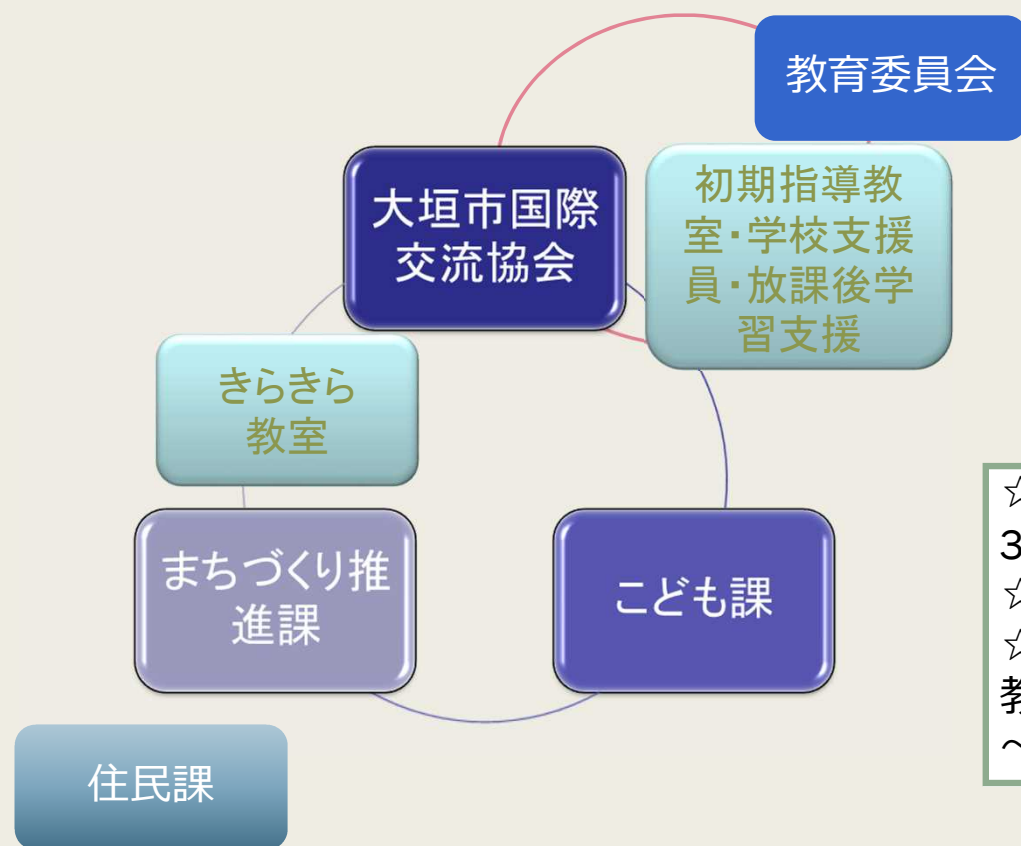 教育委員会
大垣市国際
交流協会
初期指導教
室・学校支援
員・放課後学
習支援
きらきら
教室
まちづくり推
進課
こども課
住民課
☆
3
☆
☆
教
～